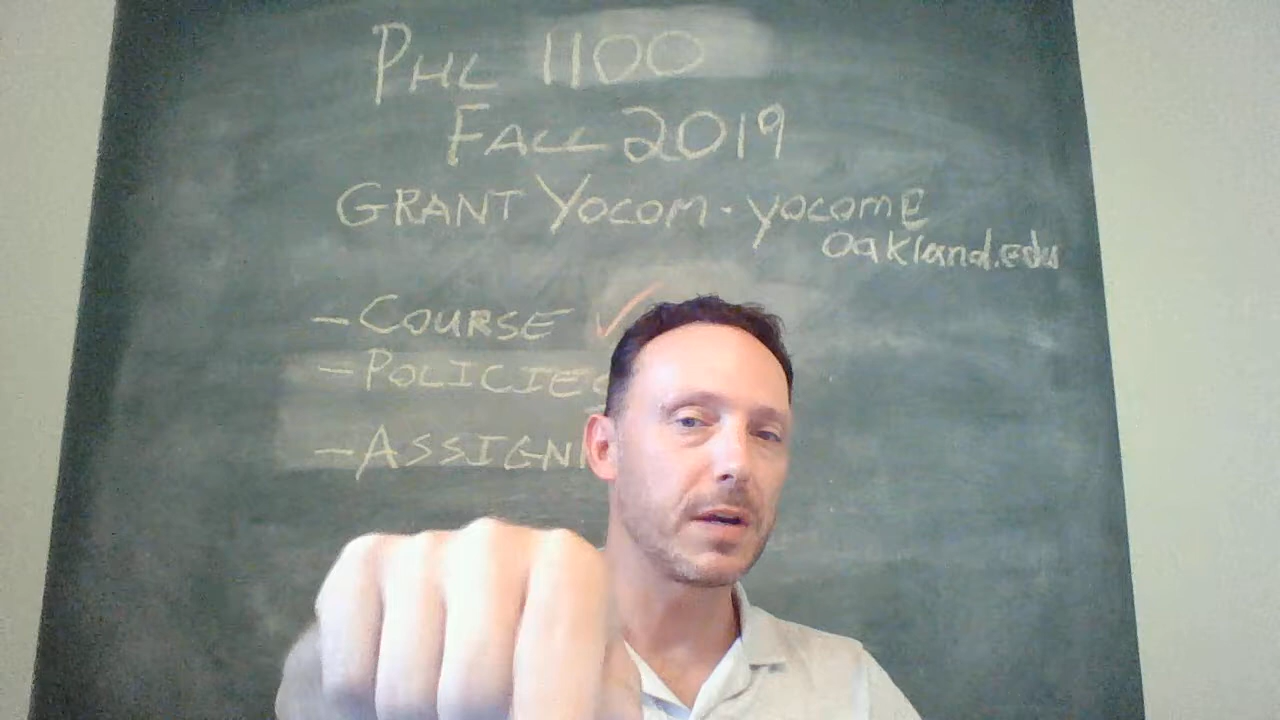 PHL 1100
FALL 2019
GRANT YOCOM - yocom@
oakland.edu
- COURSE ✓
- POLICIES
- ASSIGN